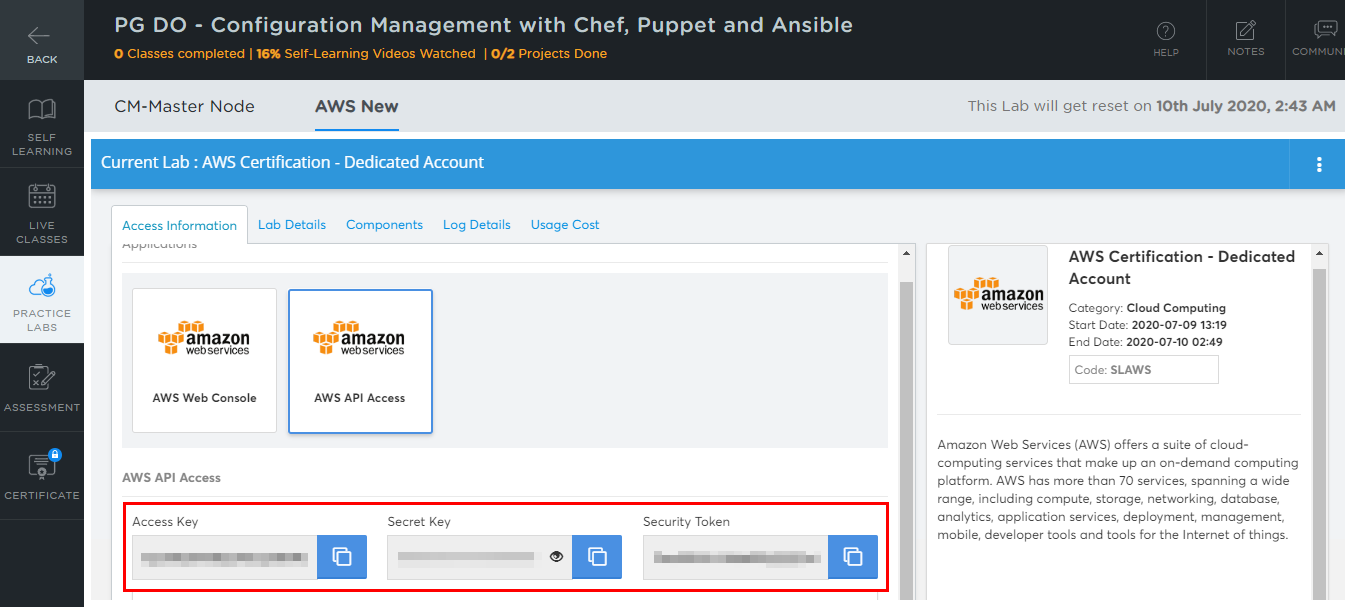 PG DO - Configuration Management with Chef, Puppet and Ansible
0 Classes completed | 16% Self-Learning Videos Watched | 0/2 Projects Done
BACK
HELP
NOTES
COMMUNI
CM-Master Node
AWS New
This Lab will get reset on 10th July 2020, 2:43 AM
SELF
LEARNING
LIVE
CLASSES
PRACTICE
LABS
ASSESSMENT
CERTIFICATE
Current Lab : AWS Certification - Dedicated Account
Access Information
Lab Details
Components
Log Details
Usage Cost
Applications
amazon
web services
AWS Web Console
amazon
web services
AWS API Access
AWS API Access
Access Key
Secret Key
Security Token
amazon
web services
AWS Certification - Dedicated
Account
Category: Cloud Computing
Start Date: 2020-07-09 13:19
End Date: 2020-07-10 02:49
Code: SLAWS
Amazon Web Services (AWS) offers a suite of cloud-
computing services that make up an on-demand computing
platform. AWS has more than 70 services, spanning a wide
range, including compute, storage, networking, database,
analytics, application services, deployment, management,
mobile, developer tools and tools for the Internet of things.